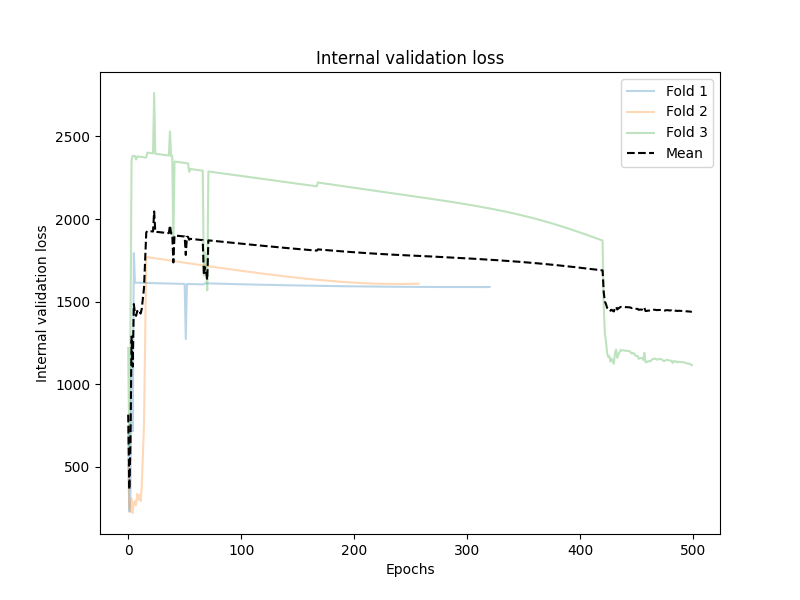 Internal validation loss
Fold 1
Fold 2
Fold 3
Mean
Internal validation loss
2500
2000
1500
1000
500
0 100 200 300 400 500
Epochs